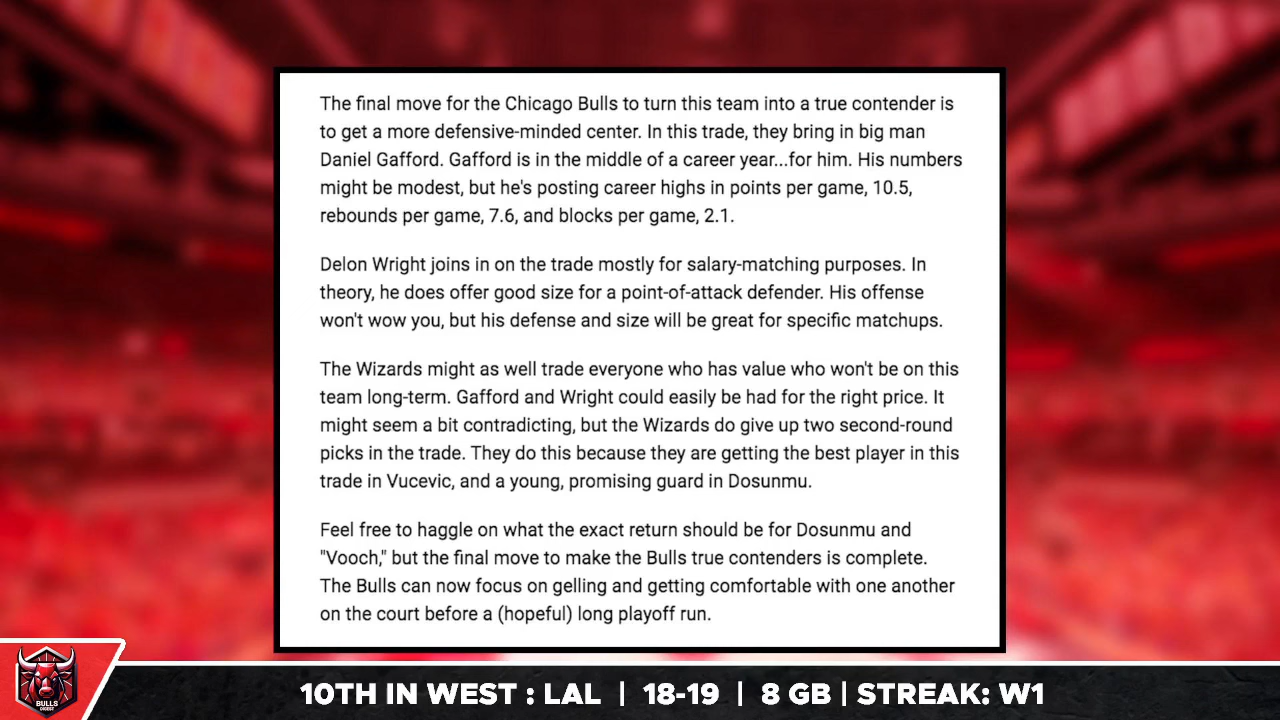 The final move for the Chicago Bulls to turn this team into a true contender is
to get a more defensive-minded center. In this trade, they bring in big man
Daniel Gafford. Gafford is in the middle of a career year...for him. His numbers
might be modest, but he's posting career highs in points per game, 10.5,
rebounds per game, 7.6, and blocks per game, 2.1.
Delon Wright joins in on the trade mostly for salary-matching purposes. In
theory, he does offer good size for a point-of-attack defender. His offense
won't wow you, but his defense and size will be great for specific matchups.
The Wizards might as well trade everyone who has value who won't be on this
team long-term. Gafford and Wright could easily be had for the right price. It
might seem a bit contradicting, but the Wizards do give up two second-round
picks in the trade. They do this because they are getting the best player in this
trade in Vucevic, and a young, promising guard in Dosunmu.
Feel free to haggle on what the exact return should be for Dosunmu and
"Vooch," but the final move to make the Bulls true contenders is complete.
The Bulls can now focus on gelling and getting comfortable with one another
on the court before a (hopeful) long playoff run.
BULLS
DIGEST
10TH IN WEST : LAL | 18-19 | 8 GB | STREAK: W1